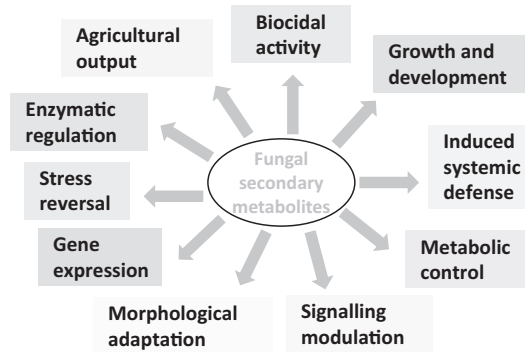 Biocidal
activity
Growth and
development
Induced
systemic
defense
Metabolic
control
Signalling
modulation
Morphological
adaptation
Gene
expression
Stress
reversal
Enzymatic
regulation
Agricultural
output
Fungal
secondary
metabolites